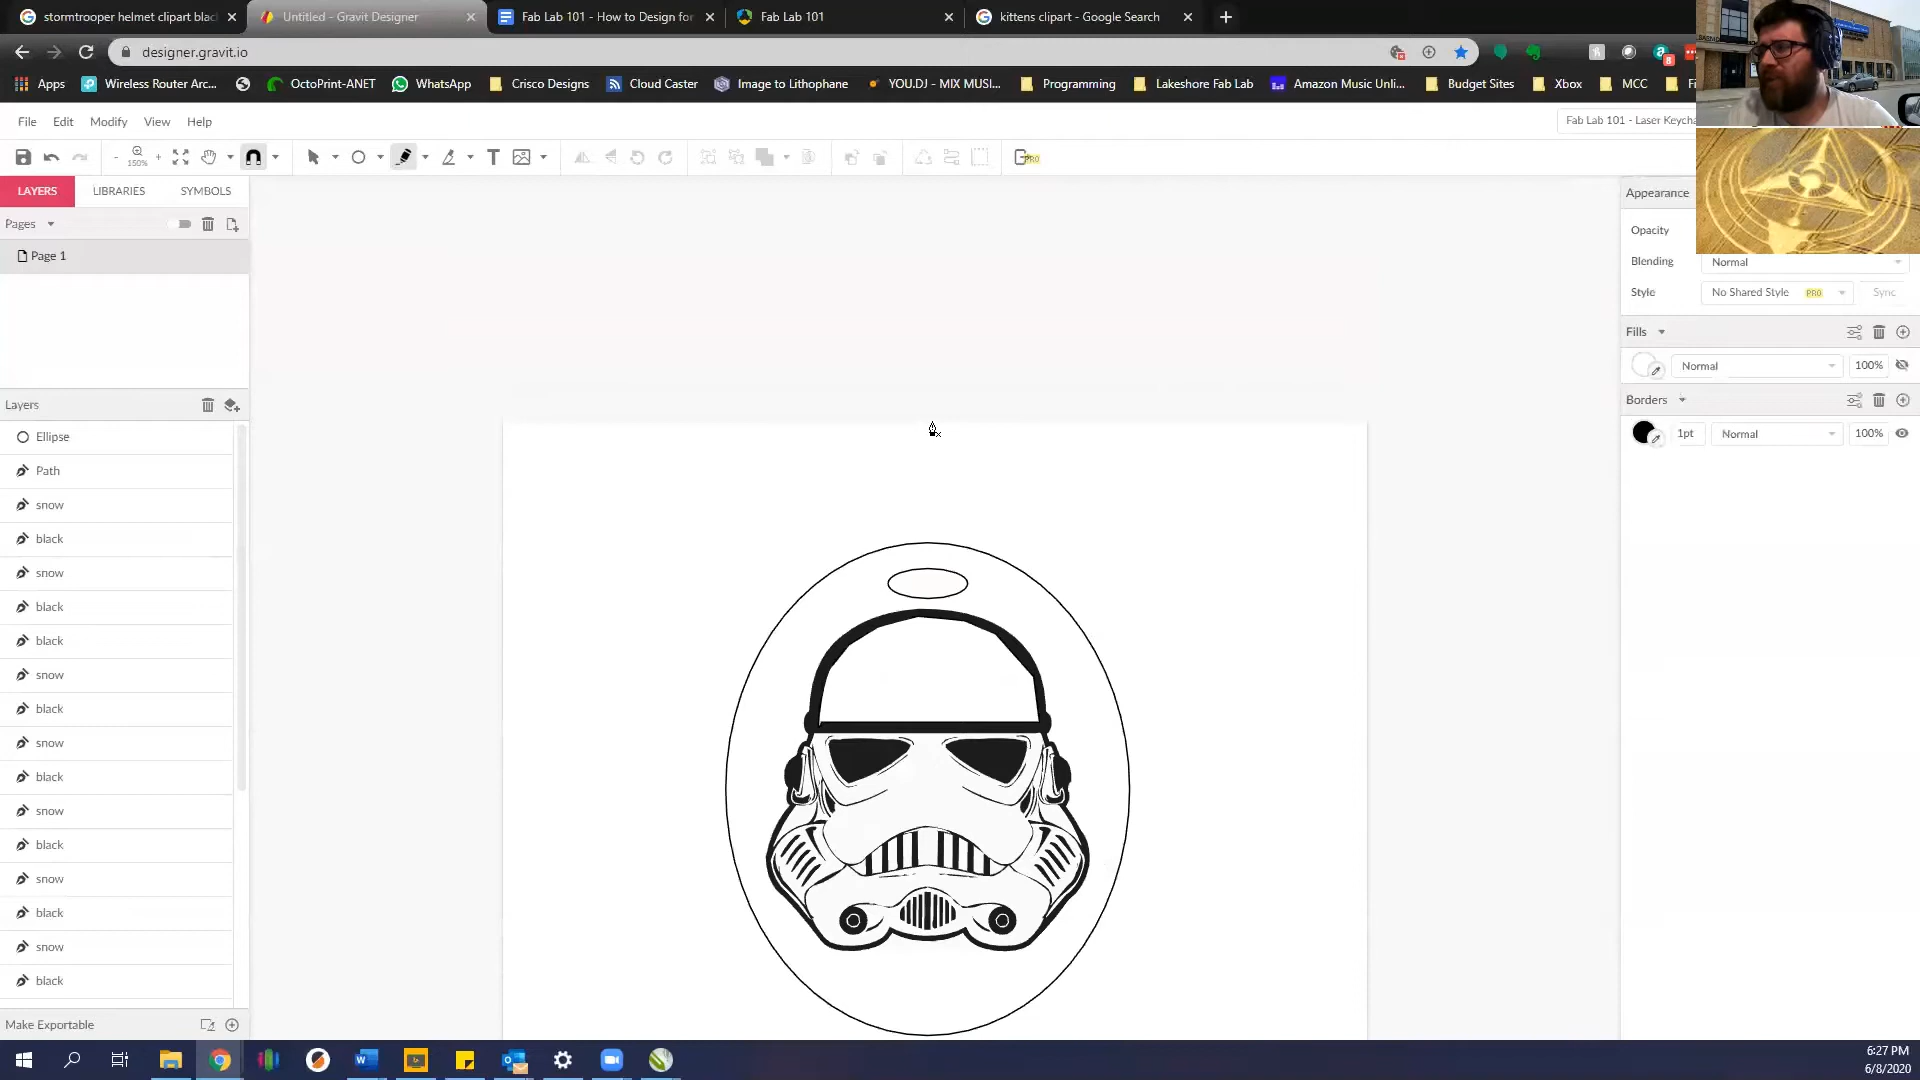 stormtrooper helmet clipart blac
Untitled - Gravit Designer
Fab Lab 101 - How to Design for
Fab Lab 101
kittens clipart - Google Search
designer.gravit.io
8
Apps
Wireless Router Arc...
OctoPrint-ANET
WhatsApp
Crisco Designs
Cloud Caster
Image to Lithophane
YOU.DJ - MIX MUSI...
Programming
Lakeshore Fab Lab
Amazon Music Unli...
Budget Sites
Xbox
MCC
File
Edit
Modify
View
Help
Fab Lab 101 - Laser Keycha
150%
PRO
LAYERS
LIBRARIES
SYMBOLS
Pages
Page 1
Layers
Ellipse
Path
snow
black
snow
black
black
snow
black
snow
black
snow
black
snow
black
snow
black
Make Exportable
Appearance
Opacity
Blending
Normal
Style
No Shared Style
PRO
Sync
Fills
Normal
100%
Borders
1pt
Normal
100%
6:27 PM
6/8/2020